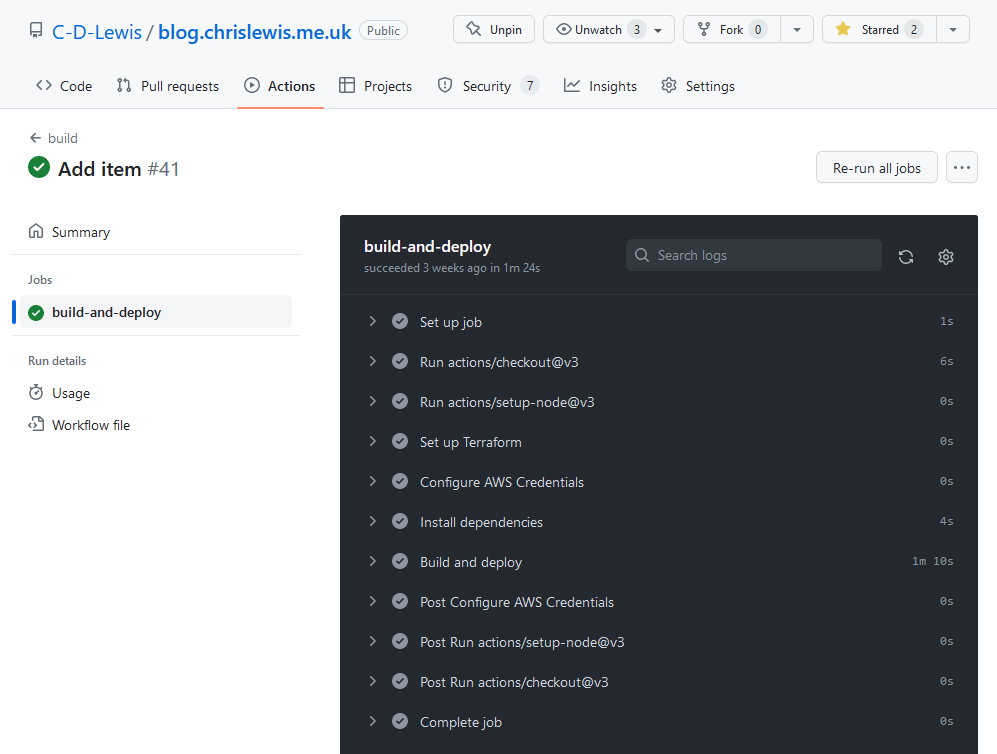 C-D-Lewis / blog.chrislewis.me.uk Public Unpin Unwatch 3 Fork 0 Starred 2
Code Pull requests Actions Projects Security 7 Insights Settings
build
Add item #41
Re-run all jobs
Summary
Jobs
build-and-deploy
Run details
Usage
Workflow file
build-and-deploy
succeeded 3 weeks ago in 1m 24s
Search logs
Set up job 1s
Run actions/checkout@v3 6s
Run actions/setup-node@v3 0s
Set up Terraform 0s
Configure AWS Credentials 0s
Install dependencies 4s
Build and deploy 1m 10s
Post Configure AWS Credentials 0s
Post Run actions/setup-node@v3 0s
Post Run actions/checkout@v3 0s
Complete job 0s